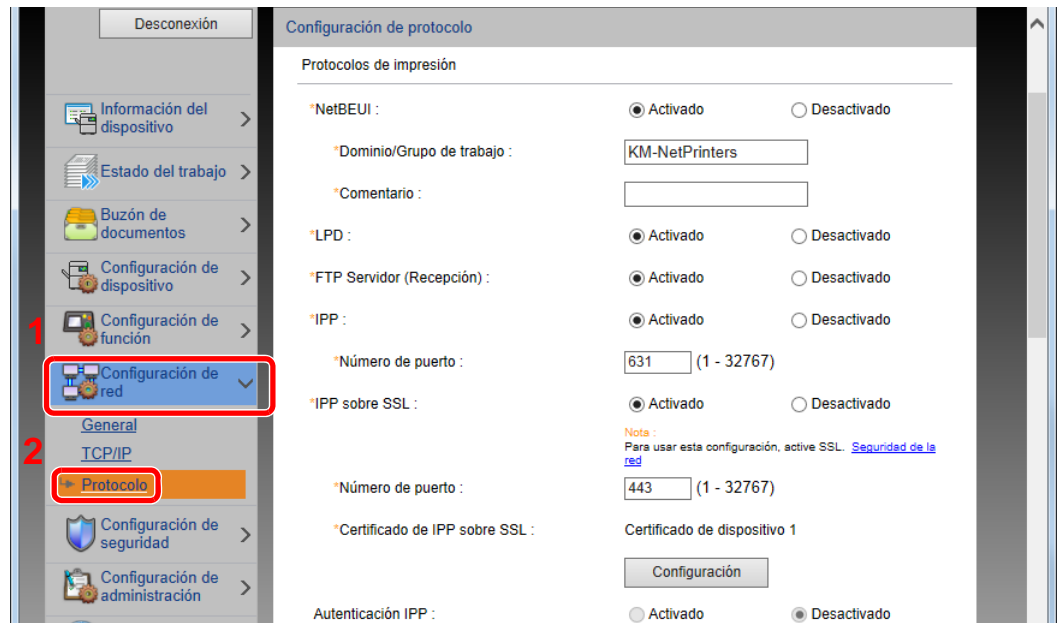 Desconexión
Información del
dispositivo
Estado del trabajo
Buzón de
documentos
Configuración de
dispositivo
1
Configuración de
función
Configuración de
red
General
2
TCP/IP
Protocolo
Configuración de
seguridad
Configuración de
administración
Configuración de protocolo
Protocolos de impresión
*NetBEUI : Activado Desactivado
*Dominio/Grupo de trabajo : KM-NetPrinters
*Comentario :
*LPD : Activado Desactivado
*FTP Servidor (Recepción) : Activado Desactivado
*IPP : Activado Desactivado
*Número de puerto : 631 (1 - 32767)
*IPP sobre SSL : Activado Desactivado
Nota :
Para usar esta configuración, active SSL. Seguridad de la
red
*Número de puerto : 443 (1 - 32767)
*Certificado de IPP sobre SSL : Certificado de dispositivo 1
Configuración
Autenticación IPP : Activado Desactivado